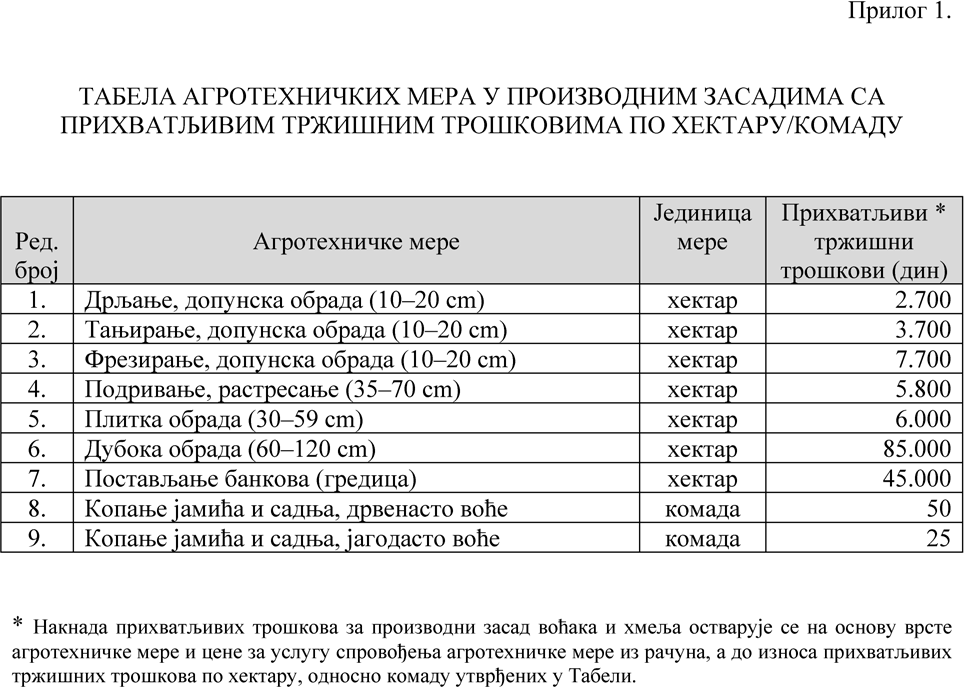 Прилог 1.
ТАБЕЛА АГРОТЕХНИЧКИХ МЕРА У ПРОИЗВОДНИМ ЗАСАДИМА СА
ПРИХВАТЉИВИМ ТРЖИШНИМ ТРОШКОВИМА ПО ХЕКТАРУ/КОМАДУ
Ред. број Агротехничке мере Јединица мере Прихватљиви * тржишни трошкови (дин)
1. Дрљање, допунска обрада (10–20 cm) хектар 2.700
2. Тањирање, допунска обрада (10–20 cm) хектар 3.700
3. Фрезирање, допунска обрада (10–20 cm) хектар 7.700
4. Подривање, растресање (35–70 cm) хектар 5.800
5. Плитка обрада (30–59 cm) хектар 6.000
6. Дубока обрада (60–120 cm) хектар 85.000
7. Постављање банкова (гредица) хектар 45.000
8. Копање јамића и садња, дрвенасто воће комада 50
9. Копање јамића и садња, јагодасто воће комада 25
* Накнада прихватљивих трошкова за производни засад воћака и хмеља остварује се на основу врсте
агротехничке мере и цене за услугу спровођења агротехничке мере из рачуна, а до износа прихватљивих
тржишних трошкова по хектару, односно комаду утврђених у Табели.